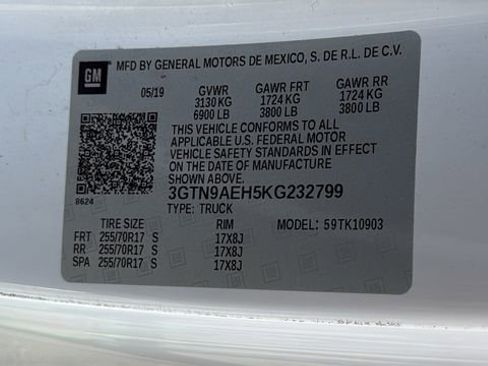 GM MFD BY GENERAL MOTORS DE MEXICO, S. DE R.L. DE C.V.
05/19 GVWR GAWR FRT GAWR RR
3130 KG 1724 KG 1724 KG
6900 LB 3800 LB 3800 LB
THIS VEHICLE CONFORMS TO ALL
APPLICABLE U.S. FEDERAL MOTOR
VEHICLE SAFETY STANDARDS IN EFFECT
ON THE DATE OF MANUFACTURE
SHOWN ABOVE.
3GTN9AEH5KG232799
8624
TYPE: TRUCK MODEL: 59TK10903
TIRE SIZE RIM
FRT 255/70R17 S 17X8J
RR 255/70R17 S 17X8J
SPA 255/70R17 S 17X8J